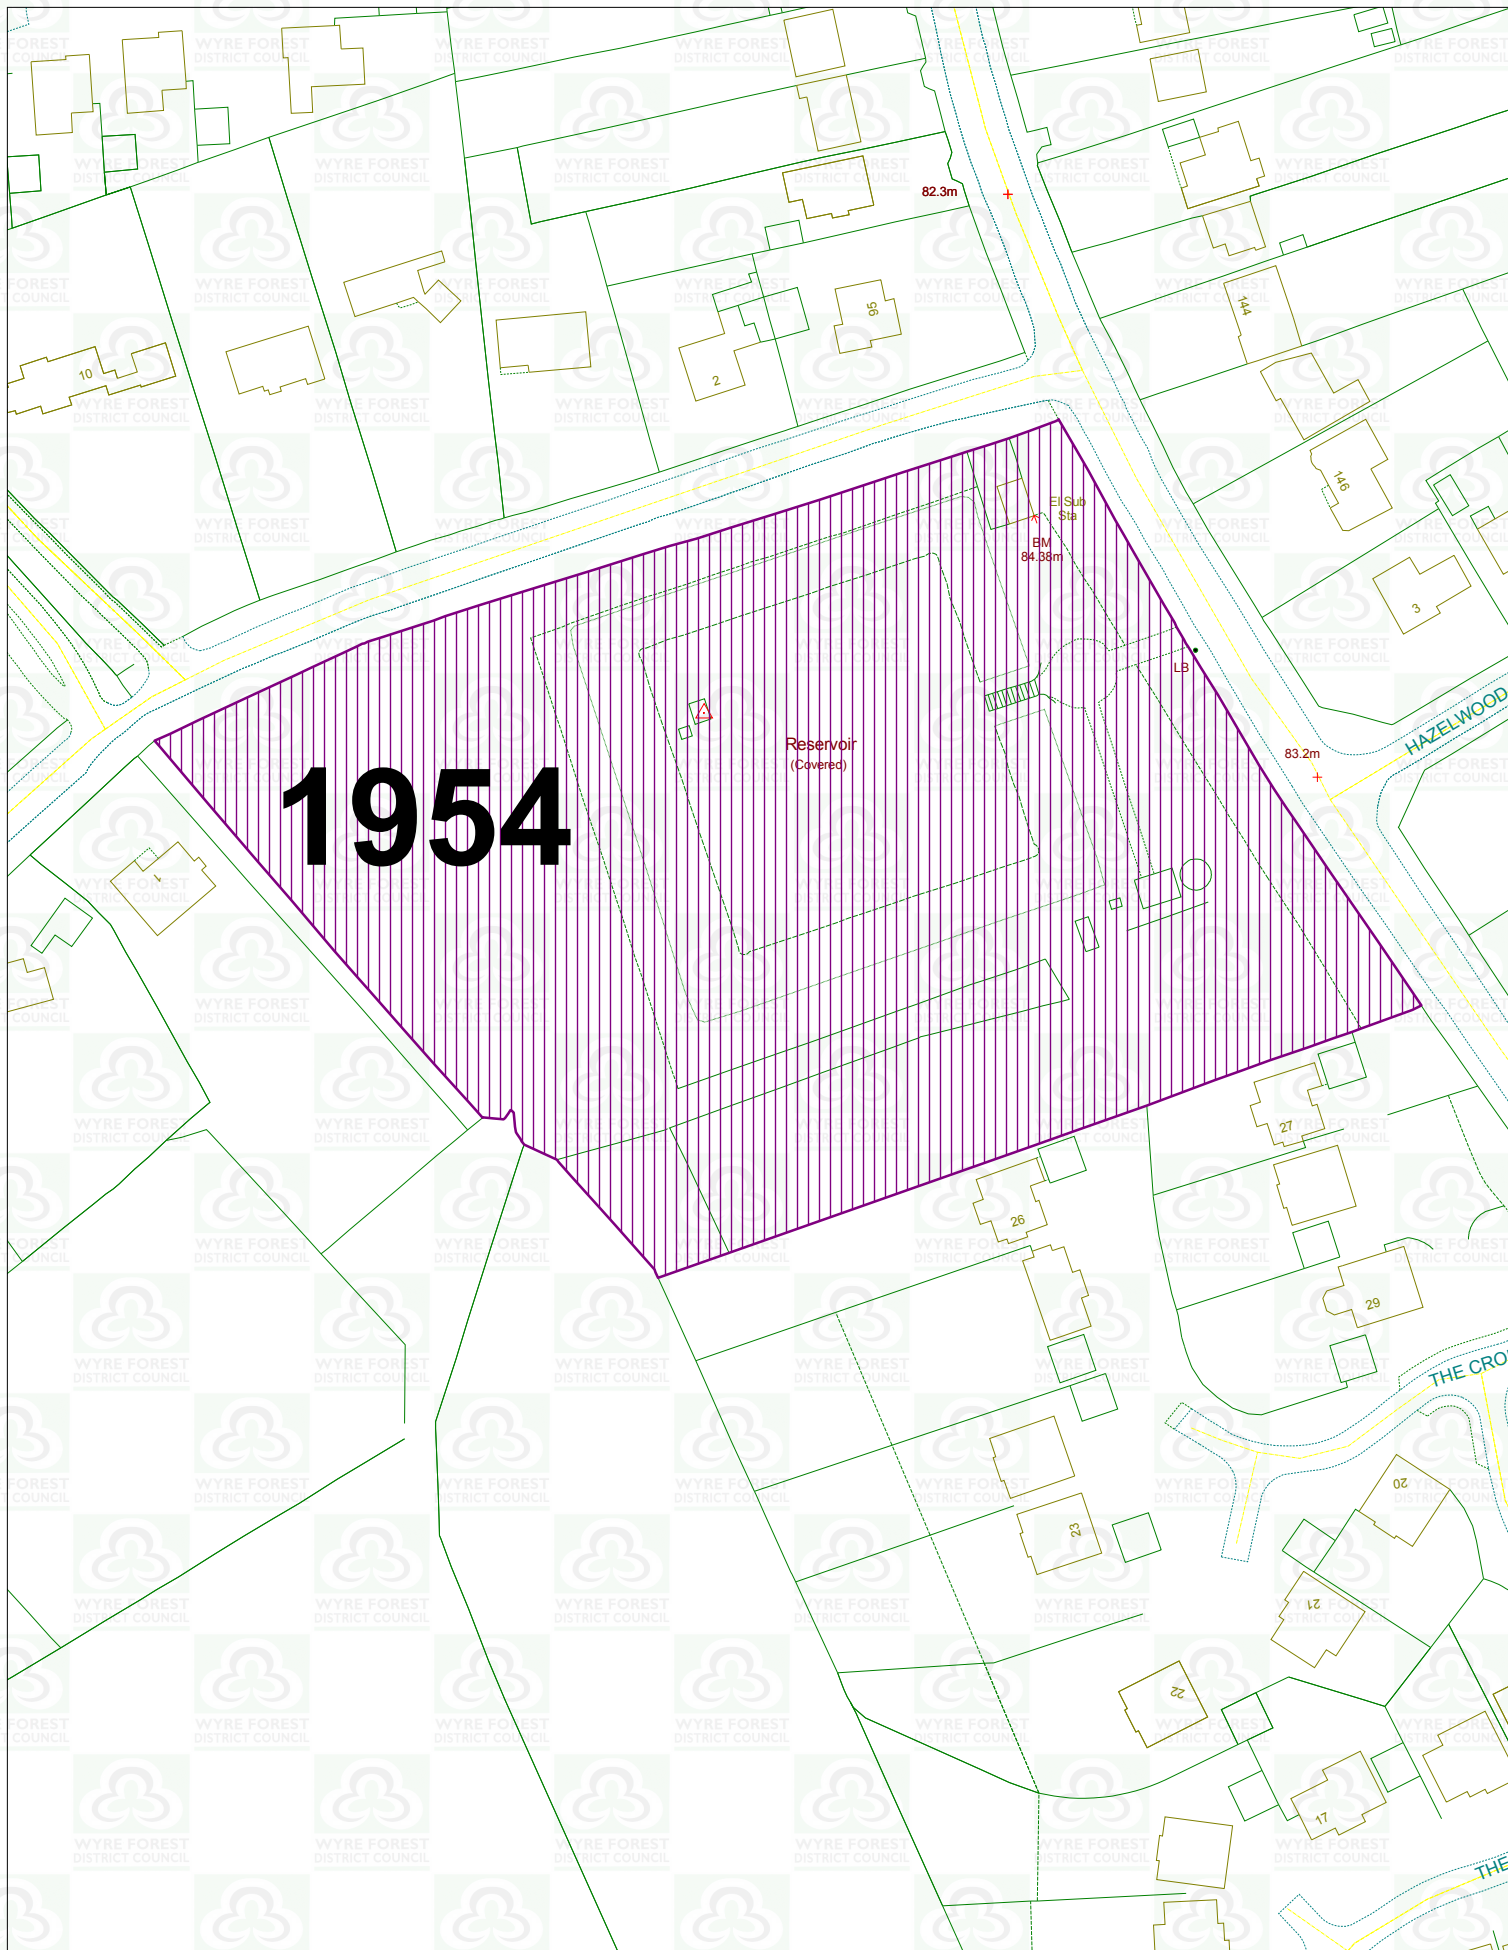 82.3m
144
95
10
2
146
El Sub
Sta
BM
84.38m
3
LB
HAZELWOOD
Reservoir
(Covered)
83.2m
1954
1
27
26
29
THE CRO
20
23
21
22
17
THE
WYRE FOREST
DISTRICT COUNCIL